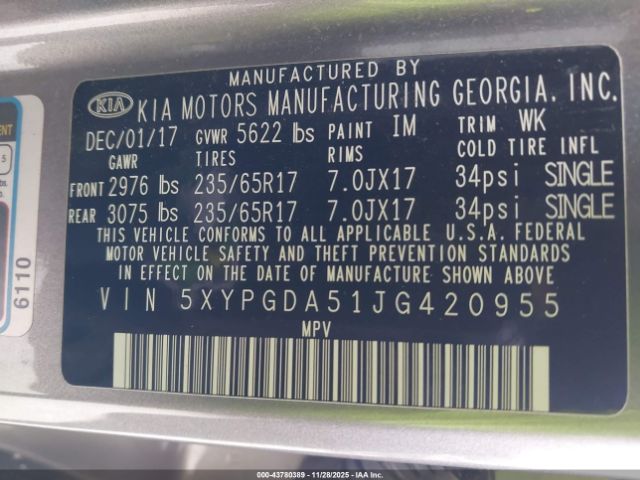 MANUFACTURED BY
KIA KIA MOTORS MANUFACTURING GEORGIA, INC.
DEC/01/17 GVWR 5622 lbs PAINT IM TRIM WK
GAWR TIRES RIMS COLD TIRE INFL
FRONT 2976 lbs 235/65R17 7.0JX17 34psi SINGLE
REAR 3075 lbs 235/65R17 7.0JX17 34psi SINGLE
THIS VEHICLE CONFORMS TO ALL APPLICABLE U.S.A. FEDERAL
MOTOR VEHICLE SAFETY AND THEFT PREVENTION STANDARDS
IN EFFECT ON THE DATE OF MANUFACTURE SHOWN ABOVE
VIN 5XYPGDA51JG420955
MPV
6110
5
000-43780389 - 11/28/2025 - IAA Inc.